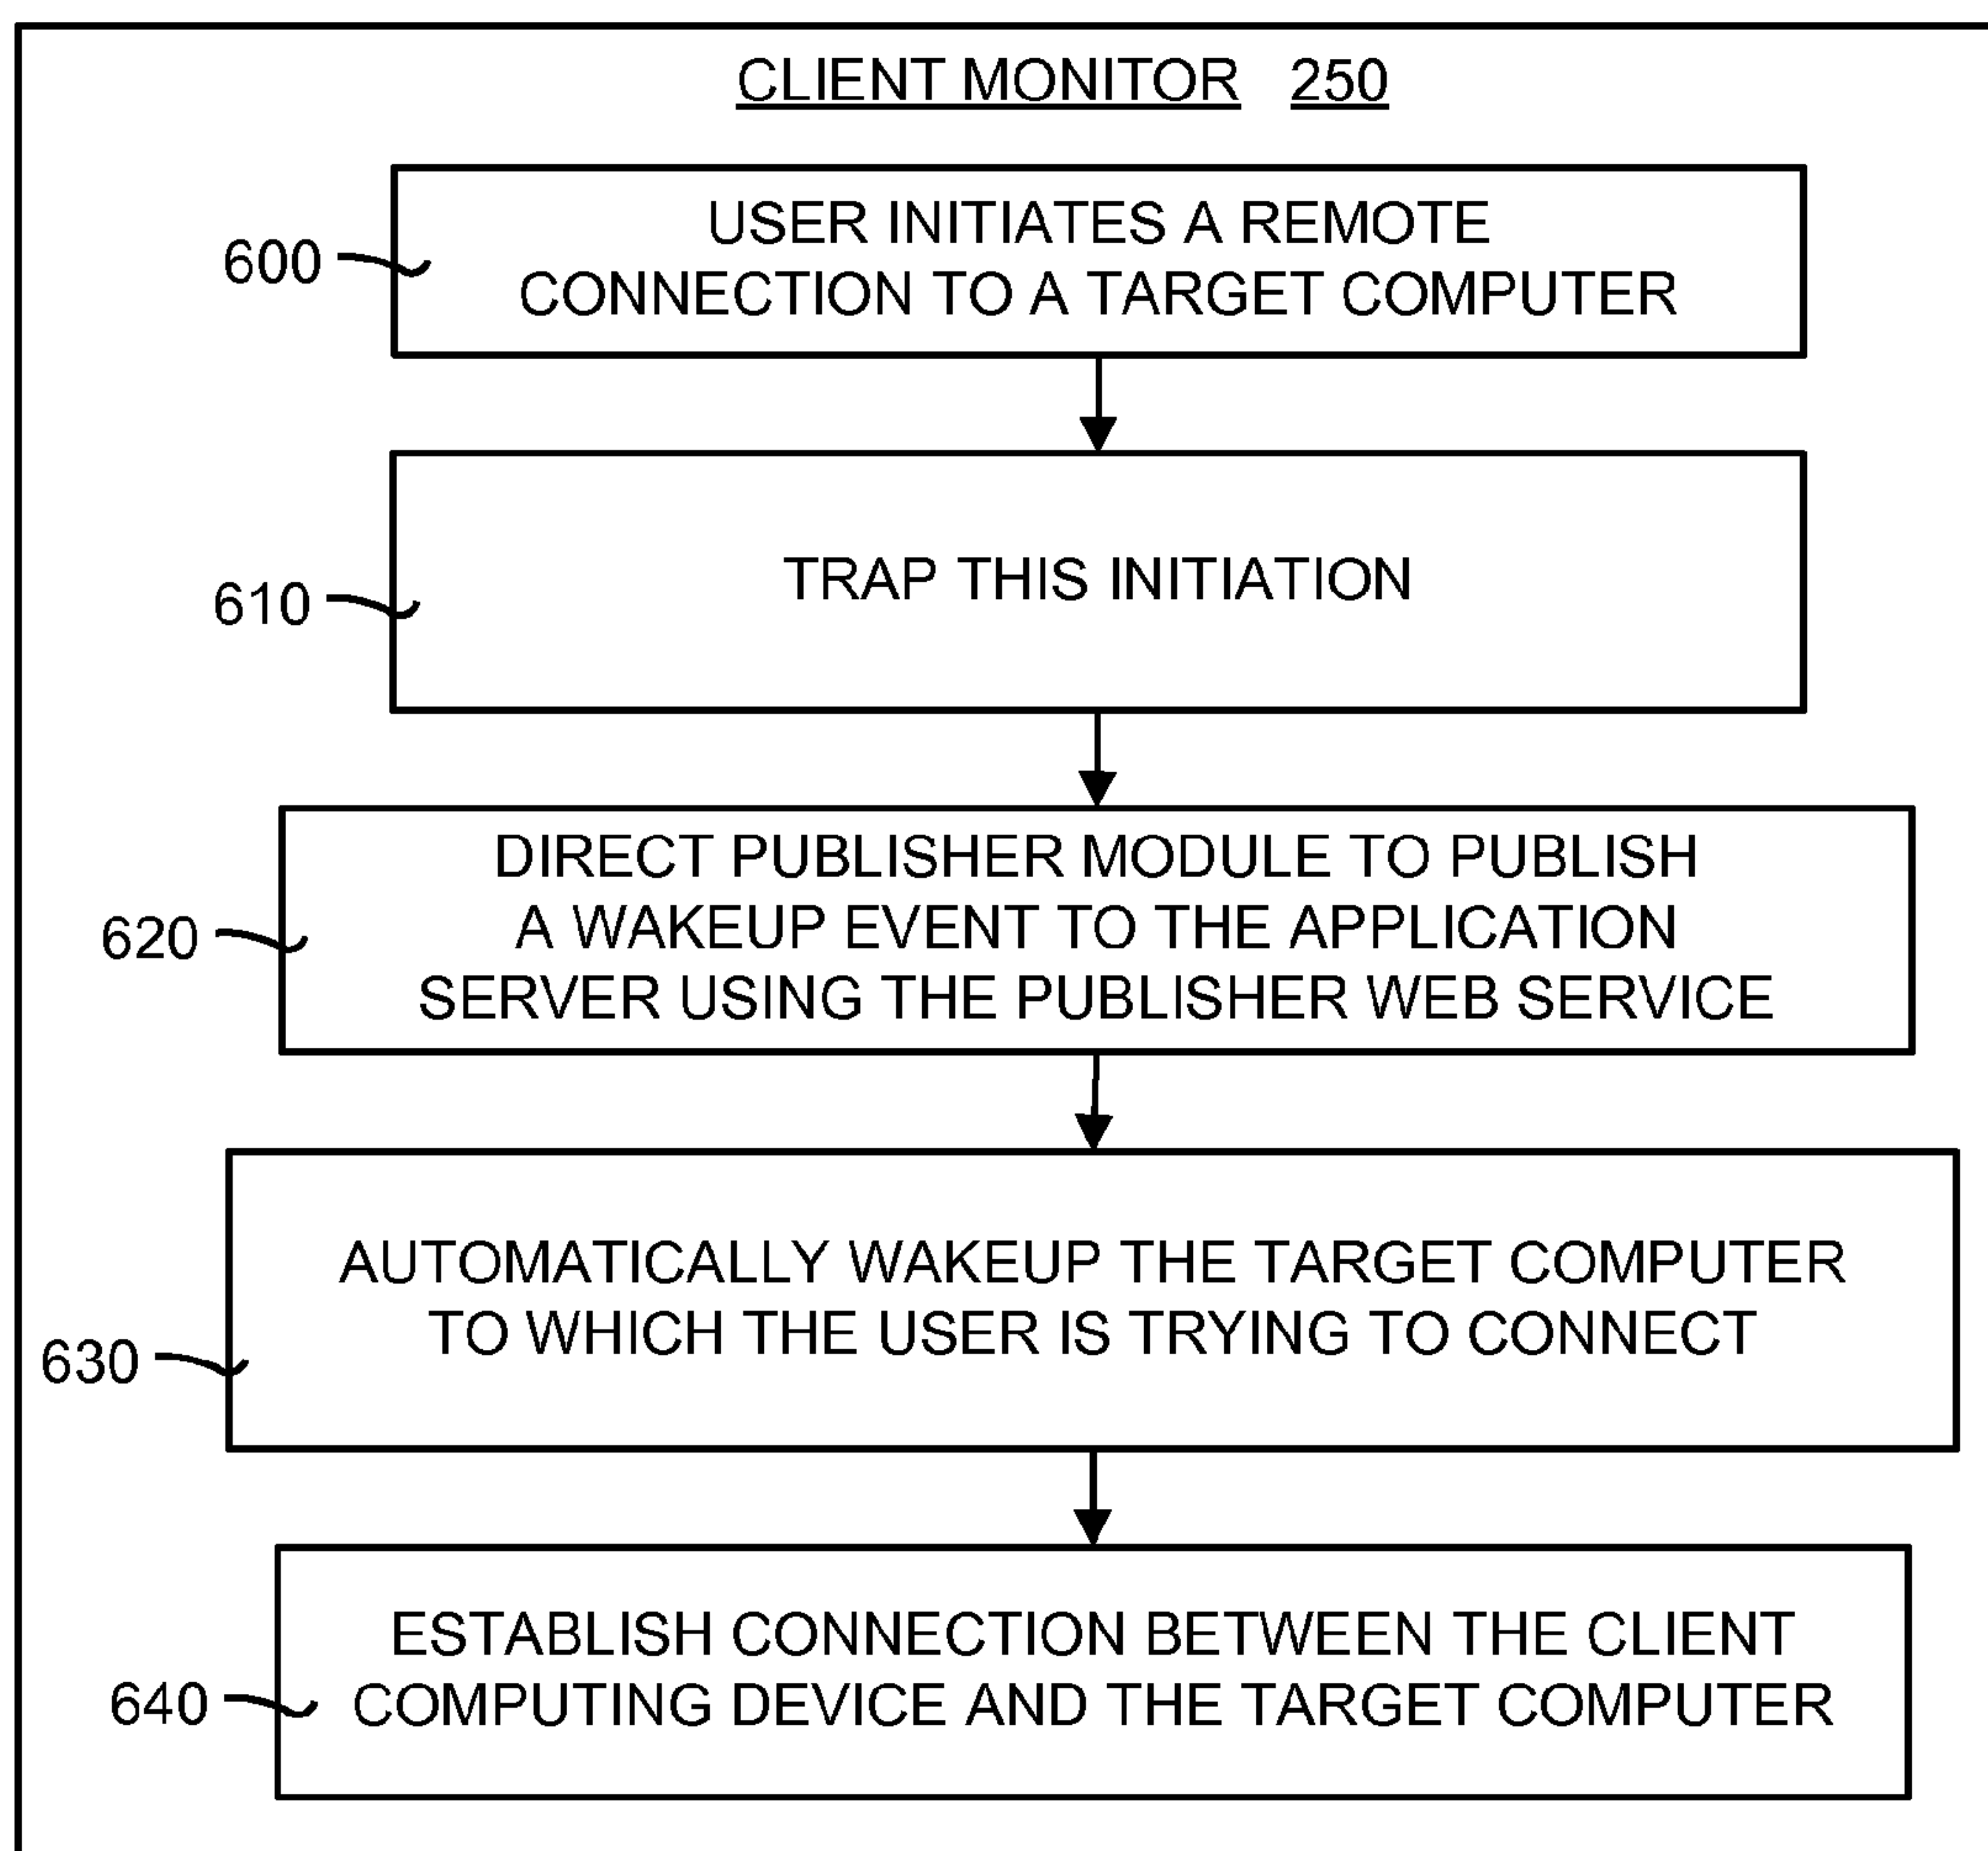 CLIENT MONITOR 250
USER INITIATES A REMOTE
CONNECTION TO A TARGET COMPUTER
600
TRAP THIS INITIATION
610
DIRECT PUBLISHER MODULE TO PUBLISH
A WAKEUP EVENT TO THE APPLICATION
SERVER USING THE PUBLISHER WEB SERVICE
620
AUTOMATICALLY WAKEUP THE TARGET COMPUTER
TO WHICH THE USER IS TRYING TO CONNECT
630
ESTABLISH CONNECTION BETWEEN THE CLIENT
COMPUTING DEVICE AND THE TARGET COMPUTER
640